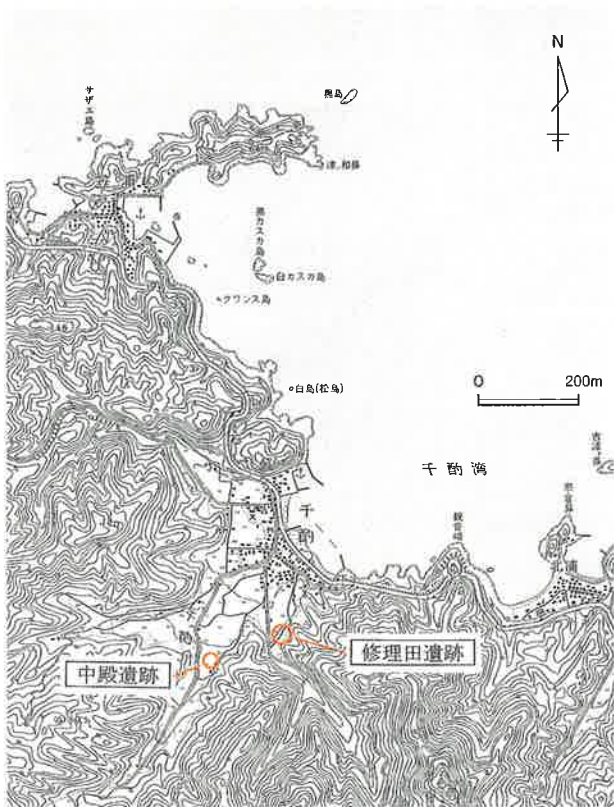 N
サザエ島
黒島
黒カスカ島
白カスカ島
クワンス島
白島(松島)
0 200m
千酌湾
千酌
観音崎
北浦
修理田遺跡
中殿遺跡